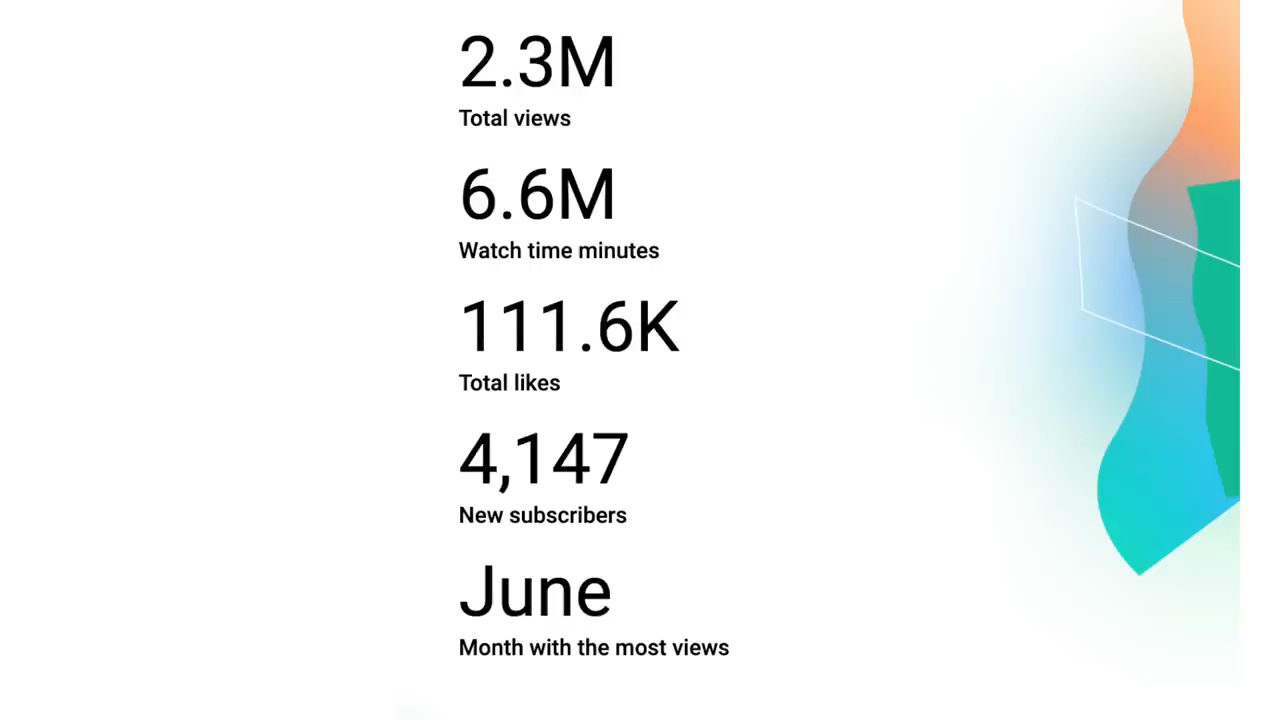 2.3M
Total views
6.6M
Watch time minutes
111.6K
Total likes
4,147
New subscribers
June
Month with the most views